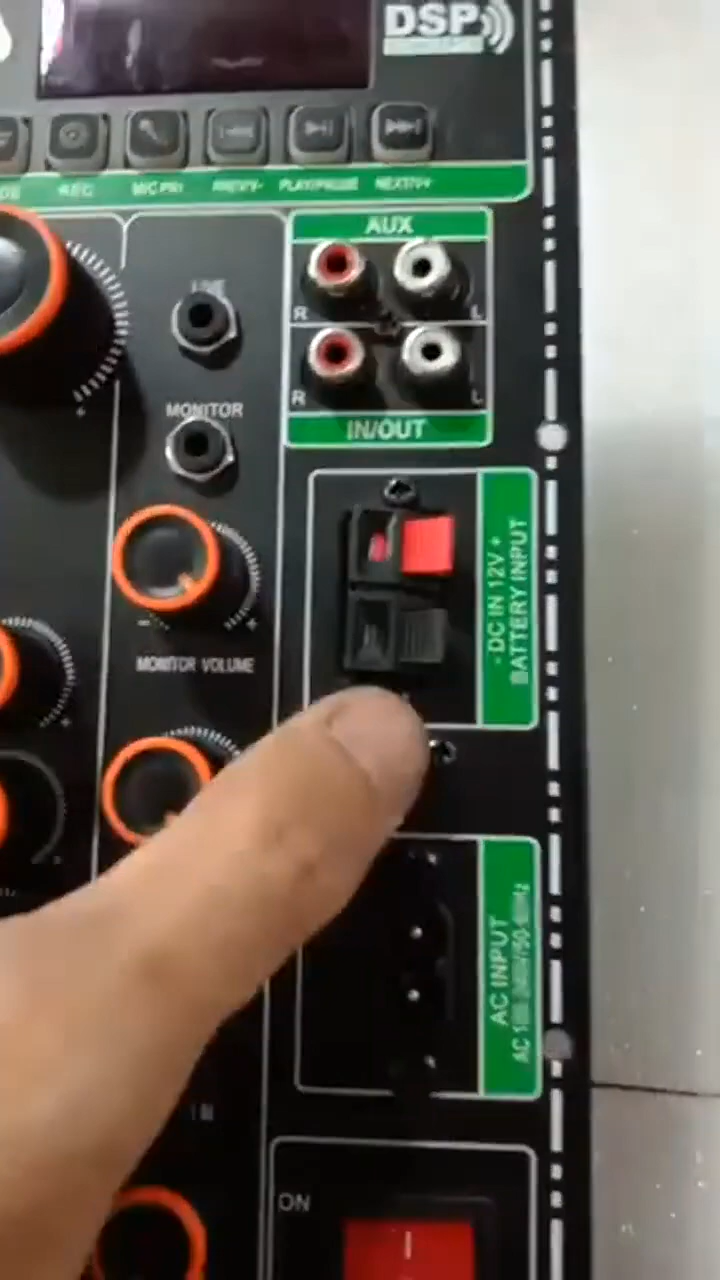 DSP
REC
MIC PRI
PREV/V-
PLAY/PAUSE
NEXT/V+
AUX
LINE
R
L
MONITOR
R
L
IN/OUT
- DC IN 12V +
BATTERY INPUT
- +
MONITOR VOLUME
AC INPUT
ON